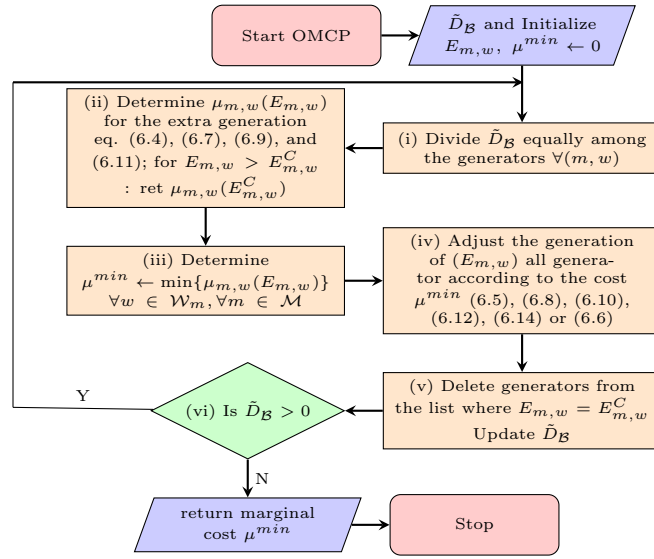 Start OMCP
D̃_ℬ and Initialize
E_{m,w}, μ^{min} ← 0
(i) Divide D̃_ℬ equally among
the generators ∀(m, w)
(ii) Determine μ_{m,w}(E_{m,w})
for the extra generation
eq. (6.4), (6.7), (6.9), and
(6.11); for E_{m,w} > E^C_{m,w}
: ret μ_{m,w}(E^C_{m,w})
(iii) Determine
μ^{min} ← min{μ_{m,w}(E_{m,w})}
∀w ∈ 𝒲_m, ∀m ∈ ℳ
(iv) Adjust the generation
of (E_{m,w}) all genera-
tor according to the cost
μ^{min} (6.5), (6.8), (6.10),
(6.12), (6.14) or (6.6)
(v) Delete generators from
the list where E_{m,w} = E^C_{m,w}
Update D̃_ℬ
(vi) Is D̃_ℬ > 0
Y
N
return marginal
cost μ^{min}
Stop